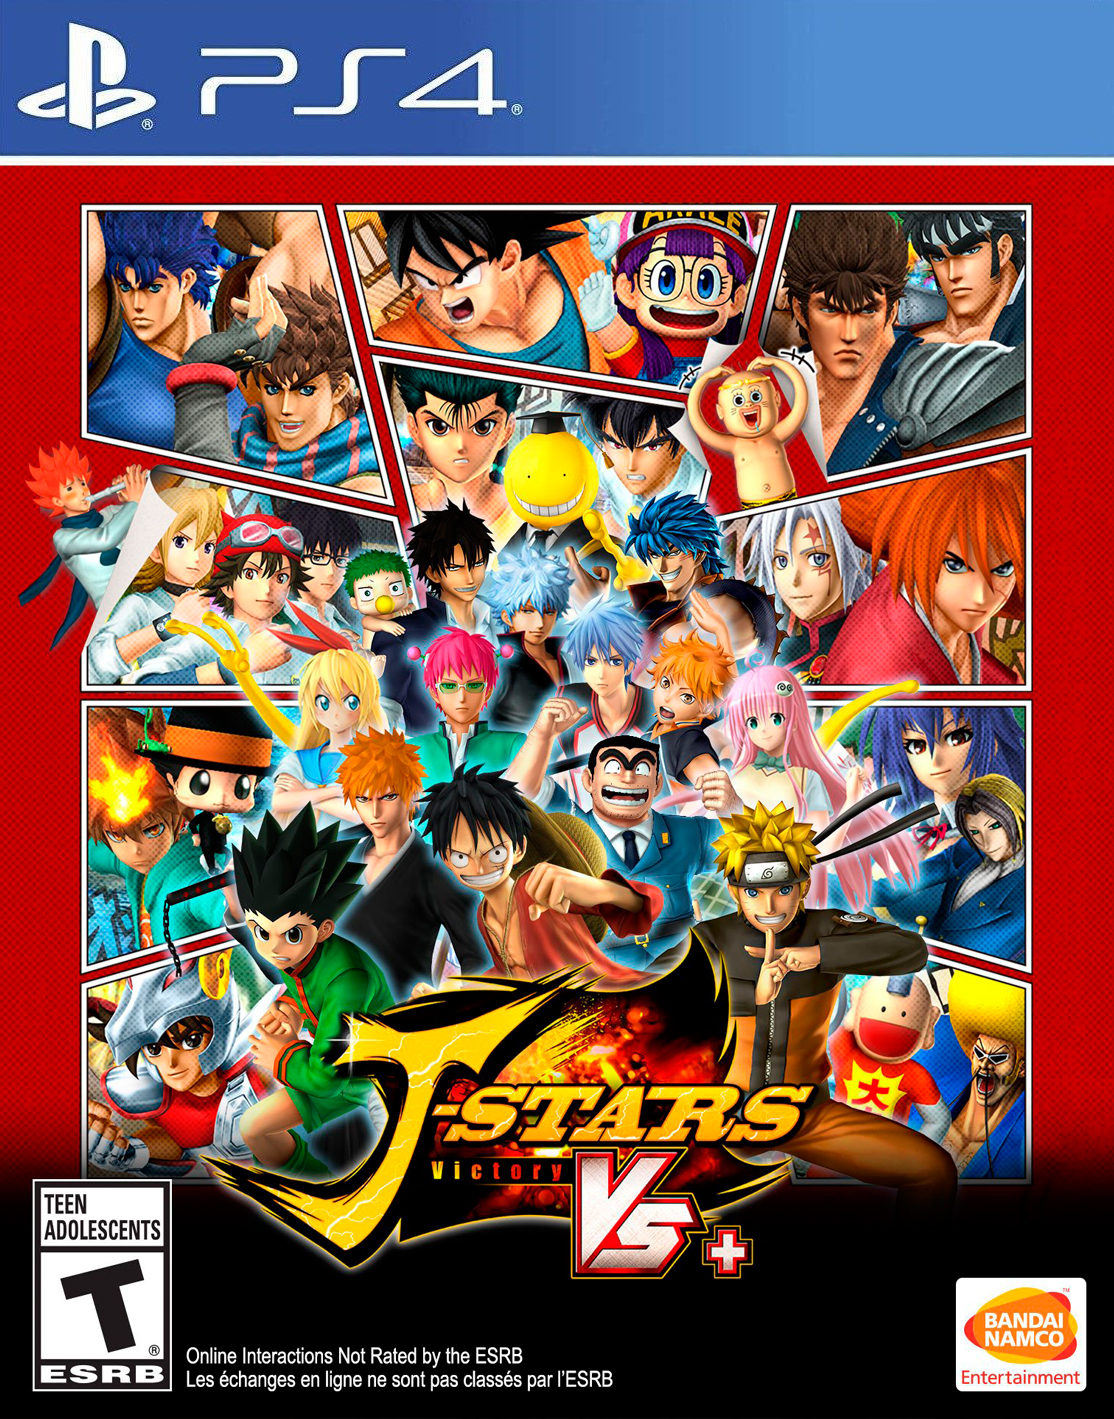 PS4
ARALE
大
J-STARS
Victory
VS+
TEEN
ADOLESCENTS
T
ESRB
Online Interactions Not Rated by the ESRB
Les échanges en ligne ne sont pas classés par l'ESRB
BANDAI
NAMCO
Entertainment